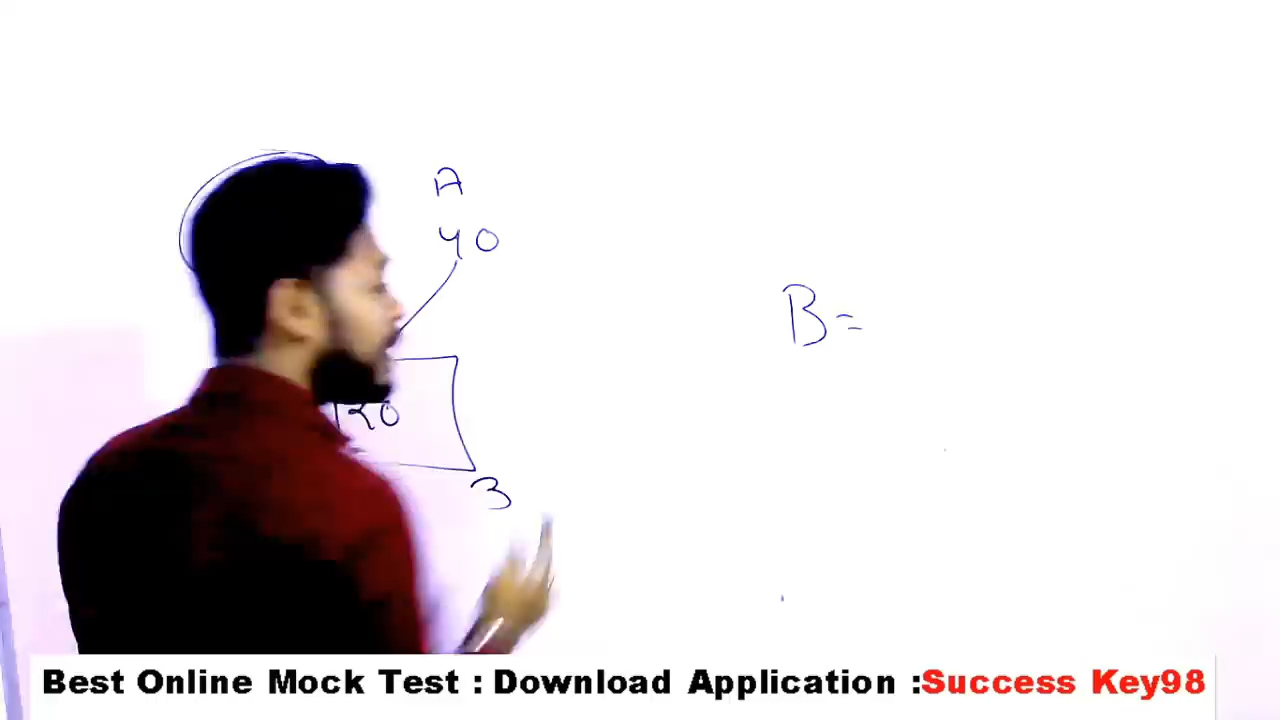 A
40
B=
3
Best Online Mock Test : Download Application :Success Key98